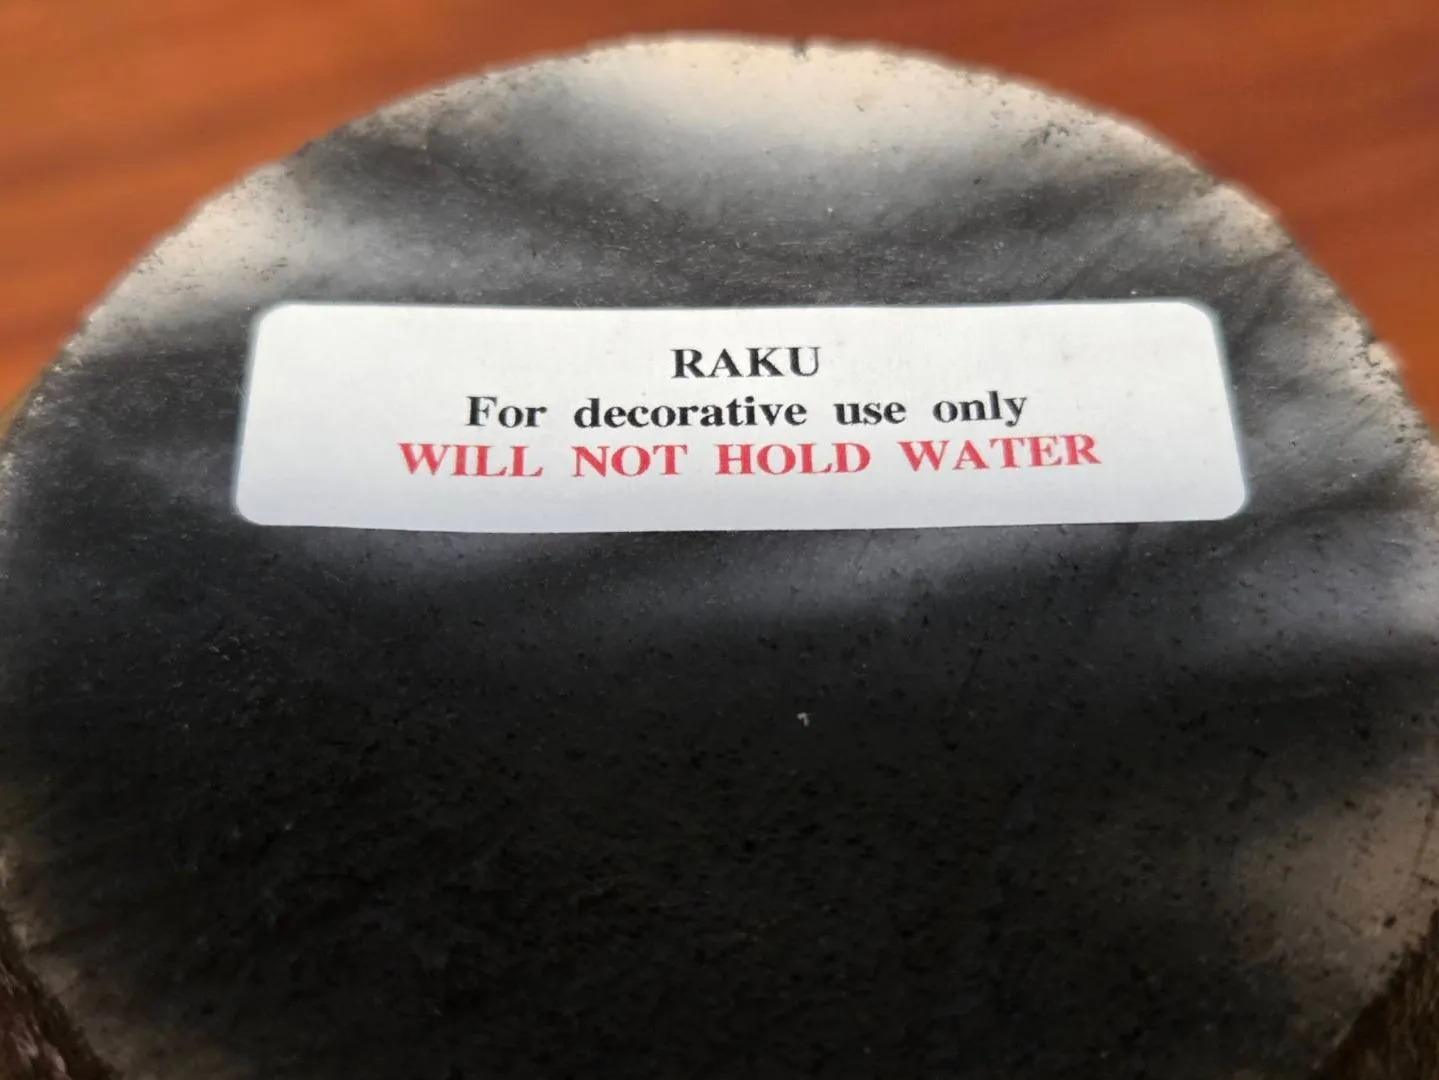 RAKU
For decorative use only
WILL NOT HOLD WATER